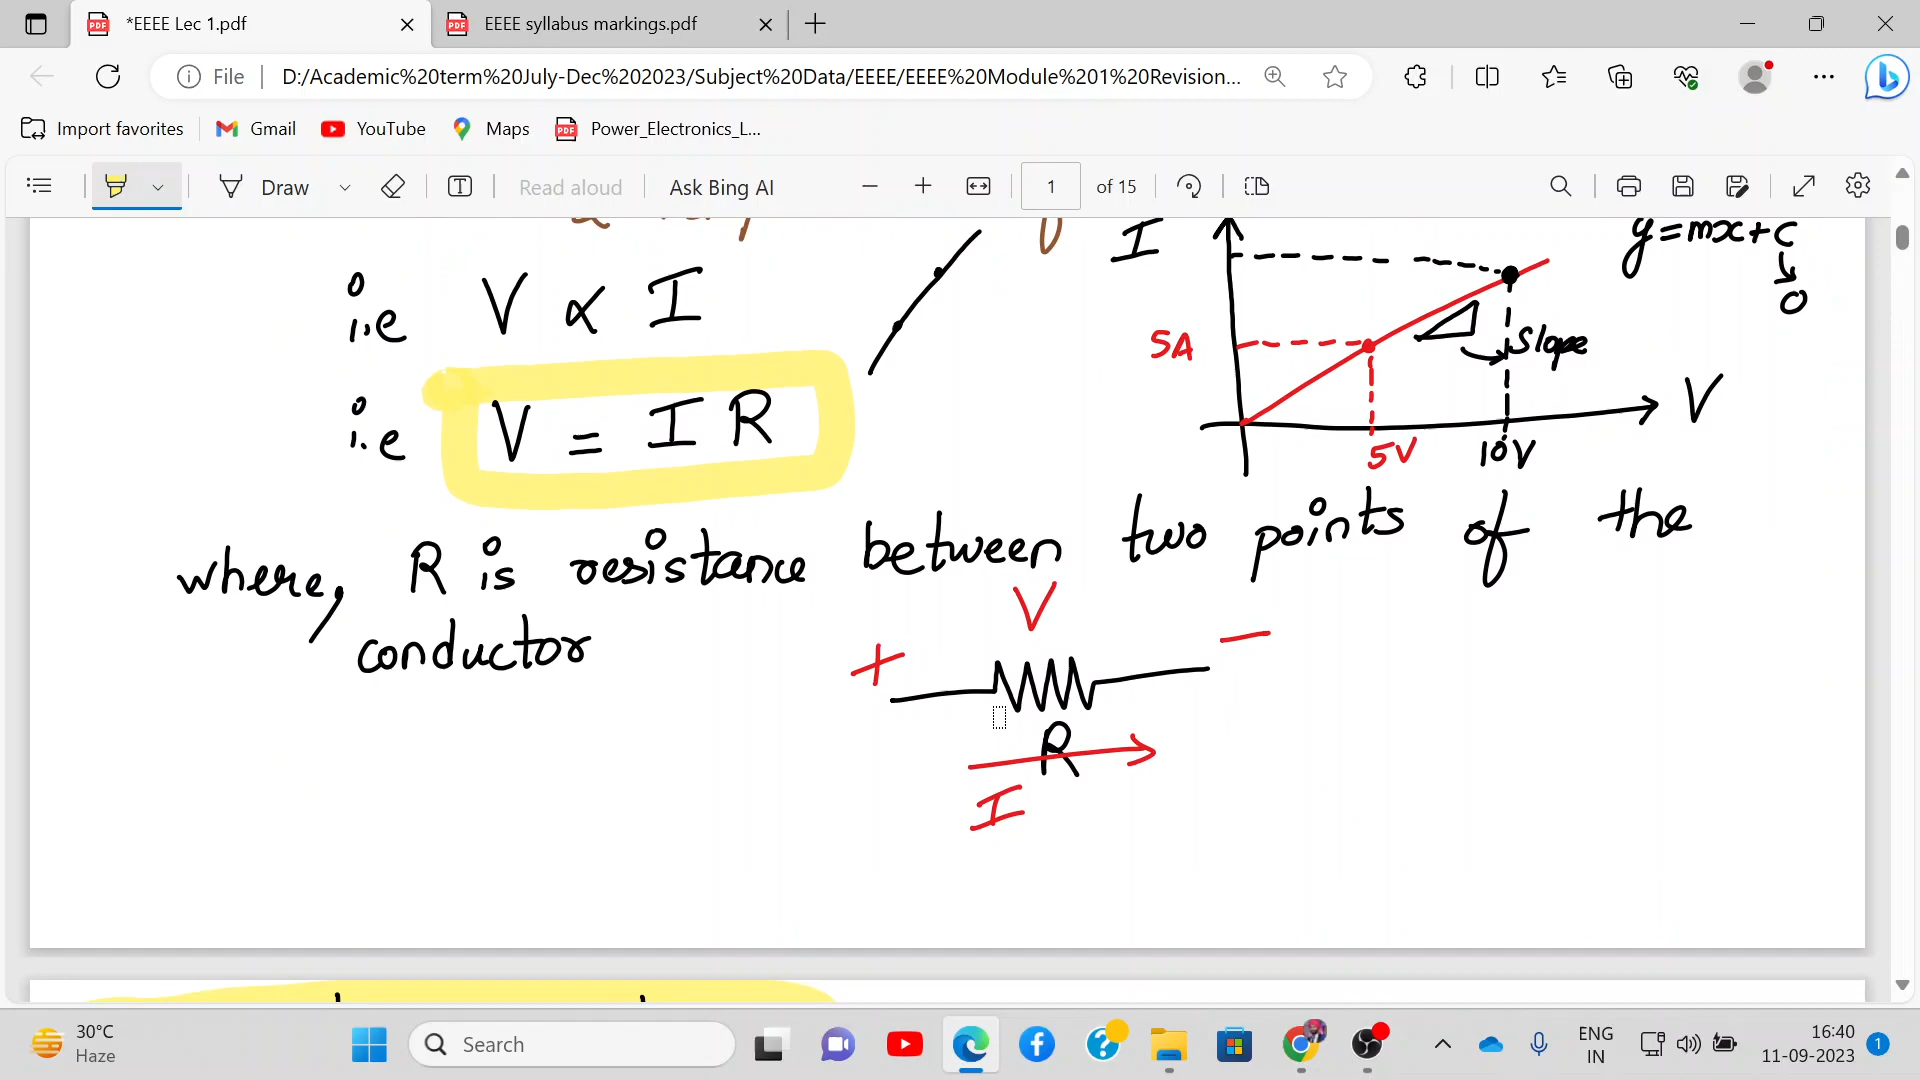 *EEEE Lec 1.pdf
EEEE syllabus markings.pdf
File
D:/Academic%20term%20July-Dec%202023/Subject%20Data/EEEE/EEEE%20Module%201%20Revision...
Import favorites
Gmail
YouTube
Maps
Power_Electronics_L...
Draw
Read aloud
Ask Bing AI
1
of 15
I
y=mx+c
0
i.e V ∝ I
5A
Slope
V
i.e V = I R
5V
10V
where, R is resistance between two points of the
conductor
V
+
−
R
I
30°C
Haze
Search
ENG
IN
16:40
11-09-2023
1